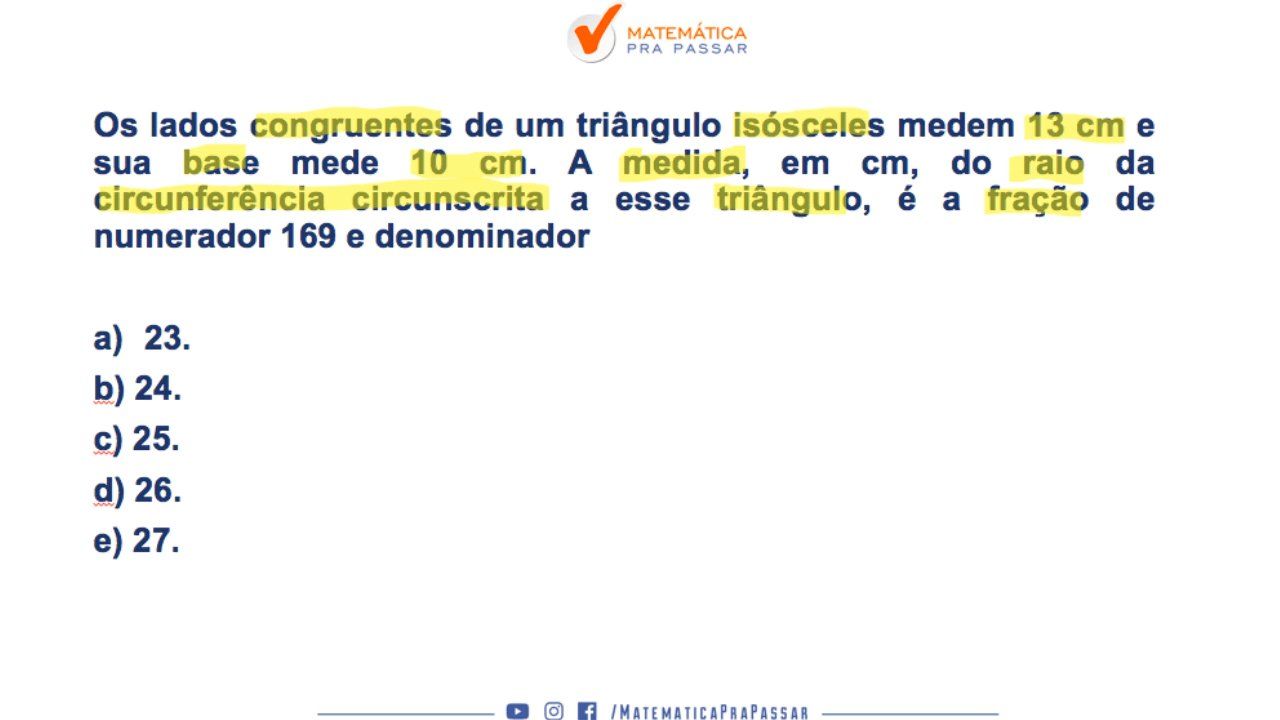 MATEMÁTICA
PRA PASSAR
Os lados congruentes de um triângulo isósceles medem 13 cm e
sua base mede 10 cm. A medida, em cm, do raio da
circunferência circunscrita a esse triângulo, é a fração de
numerador 169 e denominador
a) 23.
b) 24.
c) 25.
d) 26.
e) 27.
/MATEMATICAPRAPASSAR